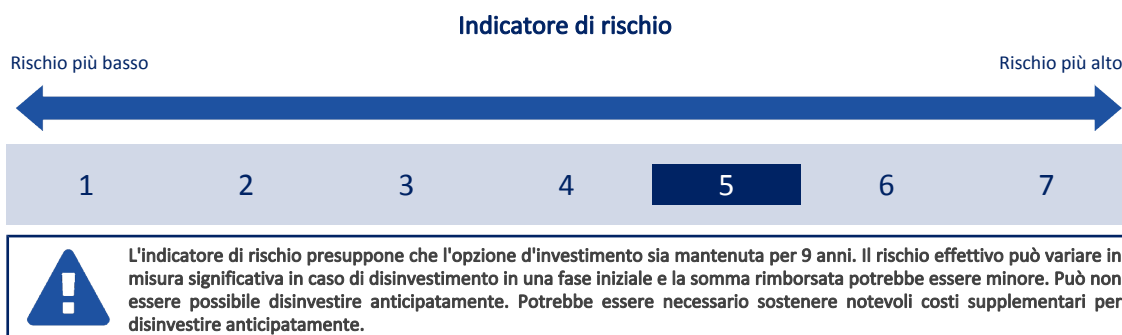 Indicatore di rischio
Rischio più basso
Rischio più alto
1 2 3 4 5 6 7
L'indicatore di rischio presuppone che l'opzione d'investimento sia mantenuta per 9 anni. Il rischio effettivo può variare in
misura significativa in caso di disinvestimento in una fase iniziale e la somma rimborsata potrebbe essere minore. Può non
essere possibile disinvestire anticipatamente. Potrebbe essere necessario sostenere notevoli costi supplementari per
disinvestire anticipatamente.